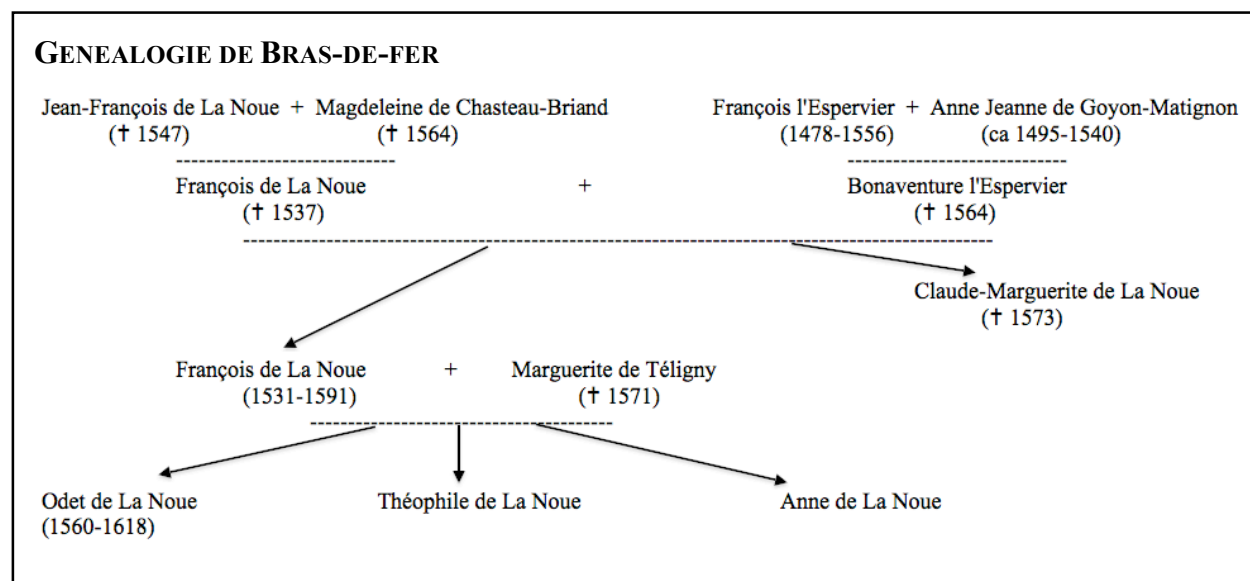 GENEALOGIE DE BRAS-DE-FER
Jean-François de La Noue + Magdeleine de Chasteau-Briand François l'Espervier + Anne Jeanne de Goyon-Matignon
(† 1547) († 1564) (1478-1556) (ca 1495-1540)
François de La Noue + Bonaventure l'Espervier
(† 1537) († 1564)
Claude-Marguerite de La Noue
(† 1573)
François de La Noue + Marguerite de Téligny
(1531-1591) († 1571)
Odet de La Noue Théophile de La Noue Anne de La Noue
(1560-1618)